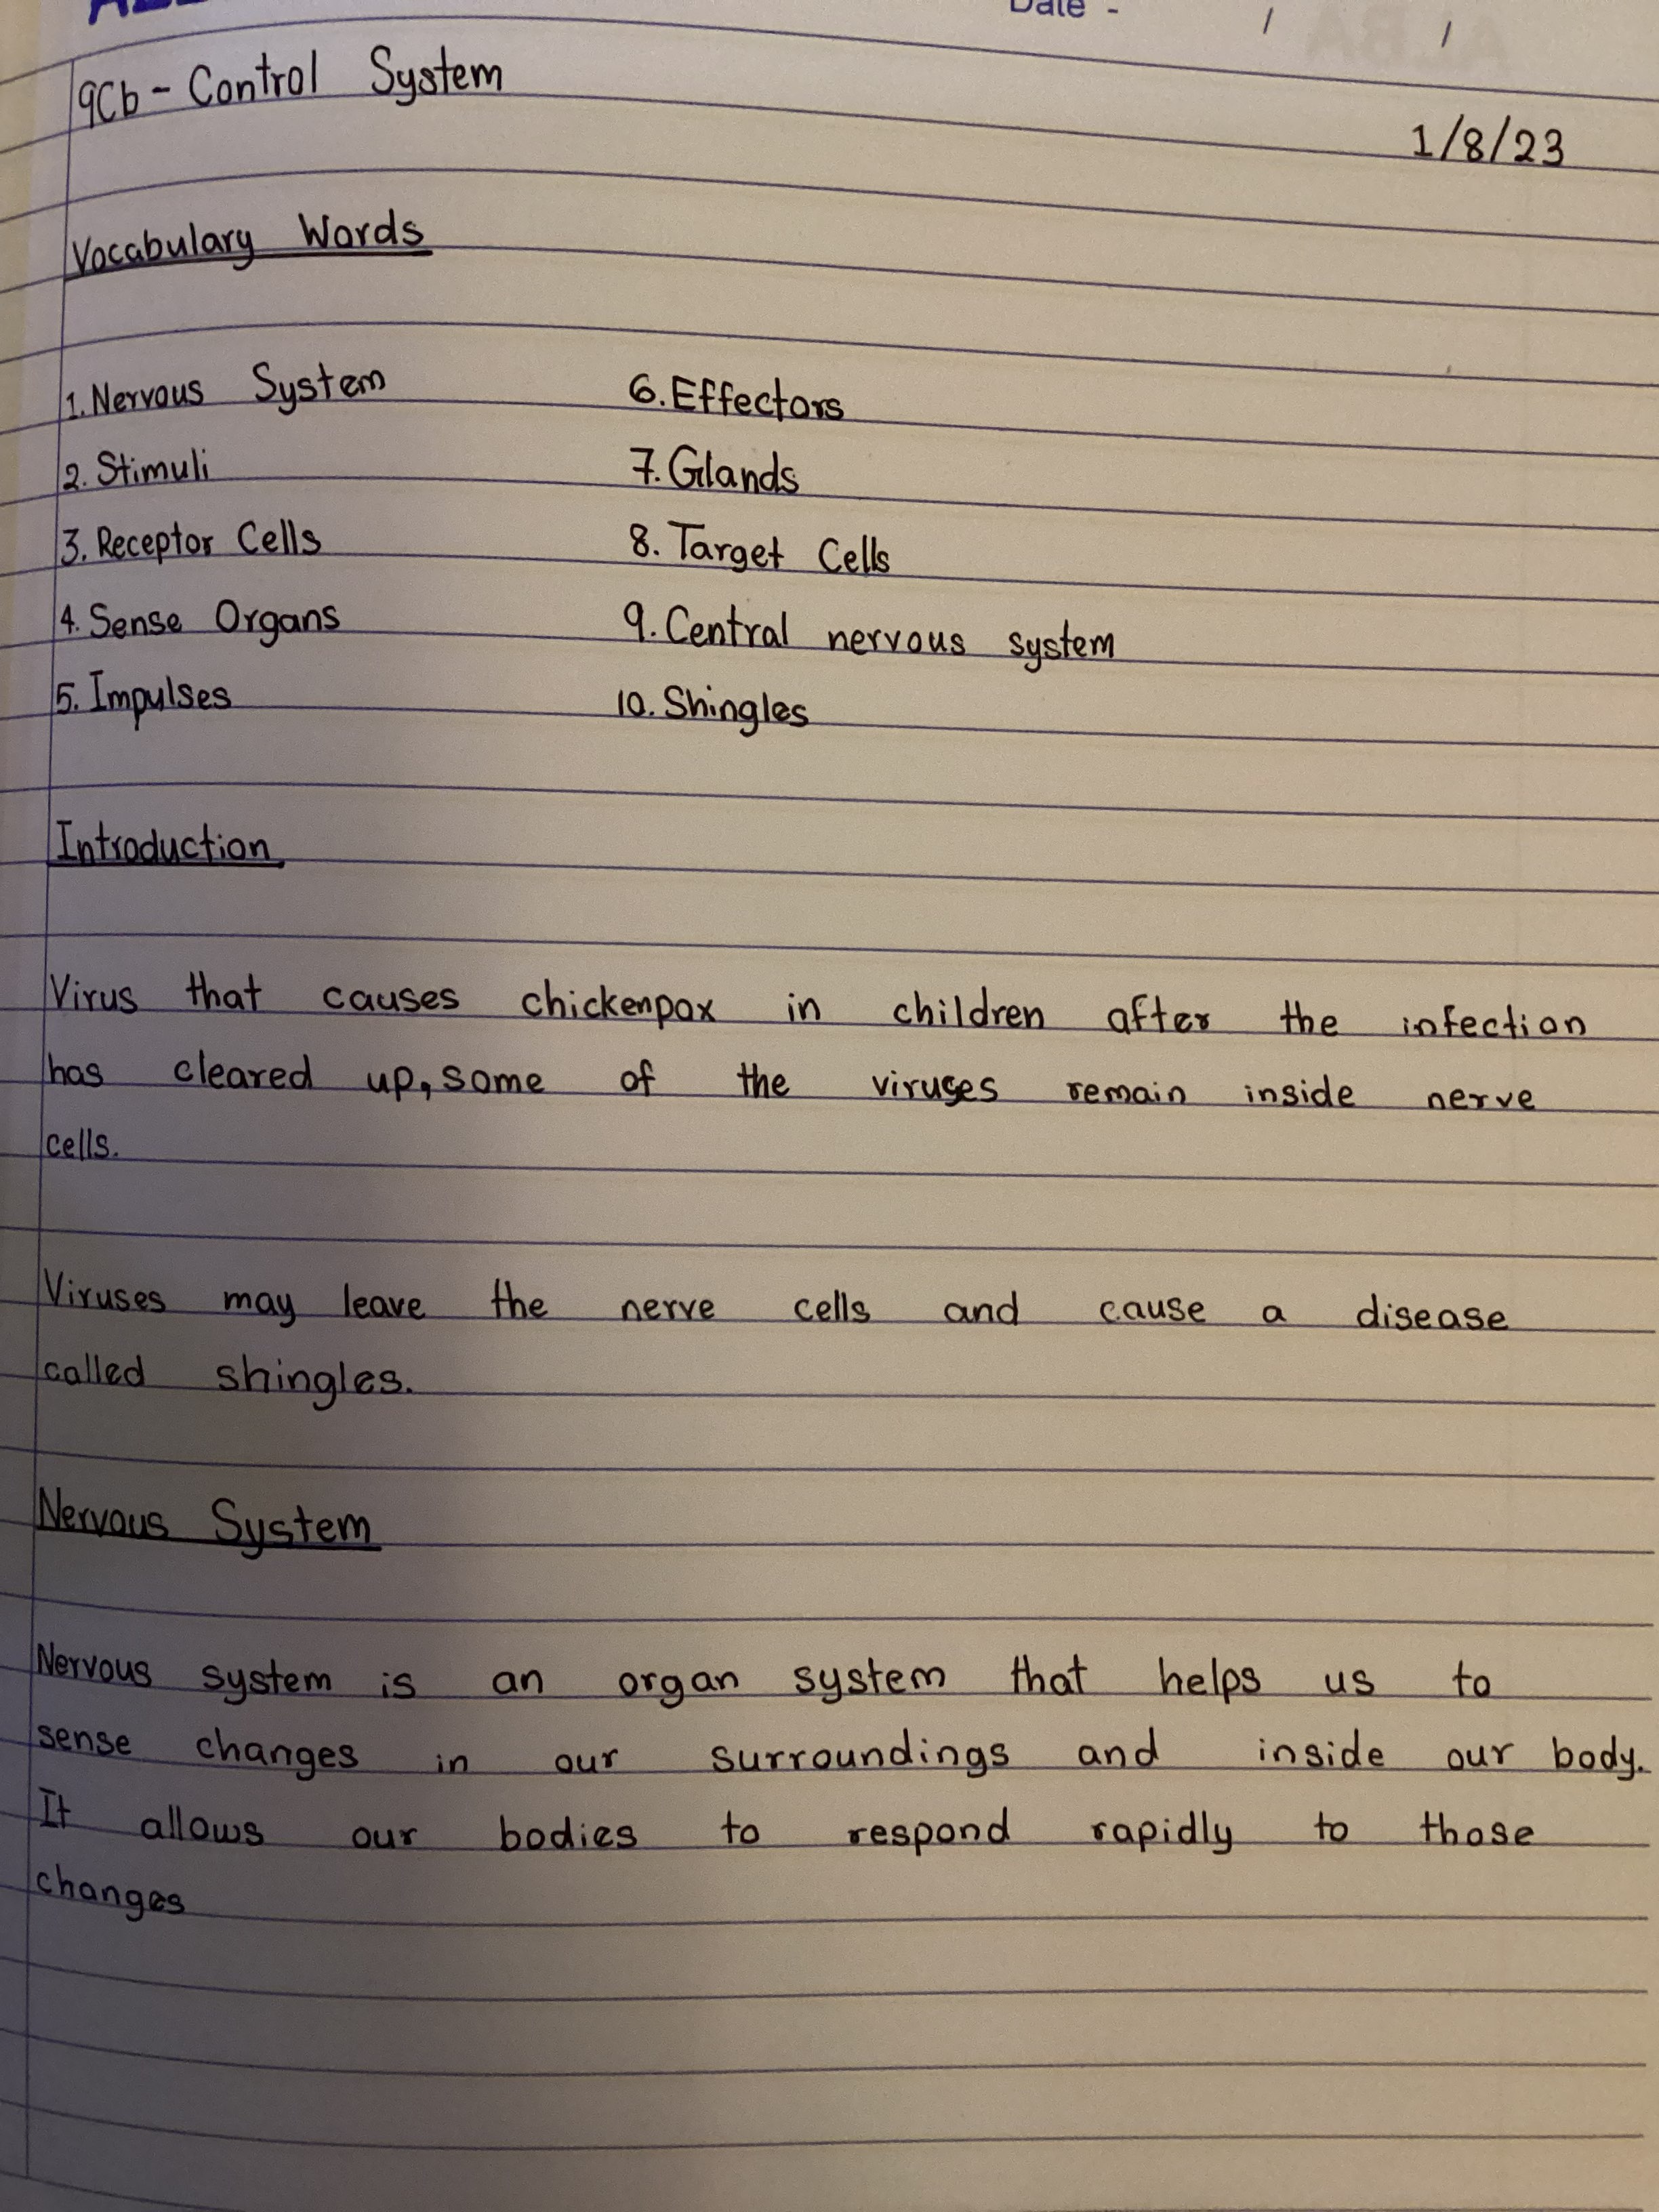 Date - / /
9Cb - Control System
1/8/23
Vocabulary Words
1. Nervous System
2. Stimuli
3. Receptor Cells
4. Sense Organs
5. Impulses
6. Effectors
7. Glands
8. Target Cells
9. Central nervous system
10. Shingles
Introduction
Virus that causes chickenpox in children after the infection
has cleared up, some of the viruses remain inside nerve
cells.
Viruses may leave the nerve cells and cause a disease
called shingles.
Nervous System
Nervous system is an organ system that helps us to
sense changes in our surroundings and inside our body.
It allows our bodies to respond rapidly to those
changes